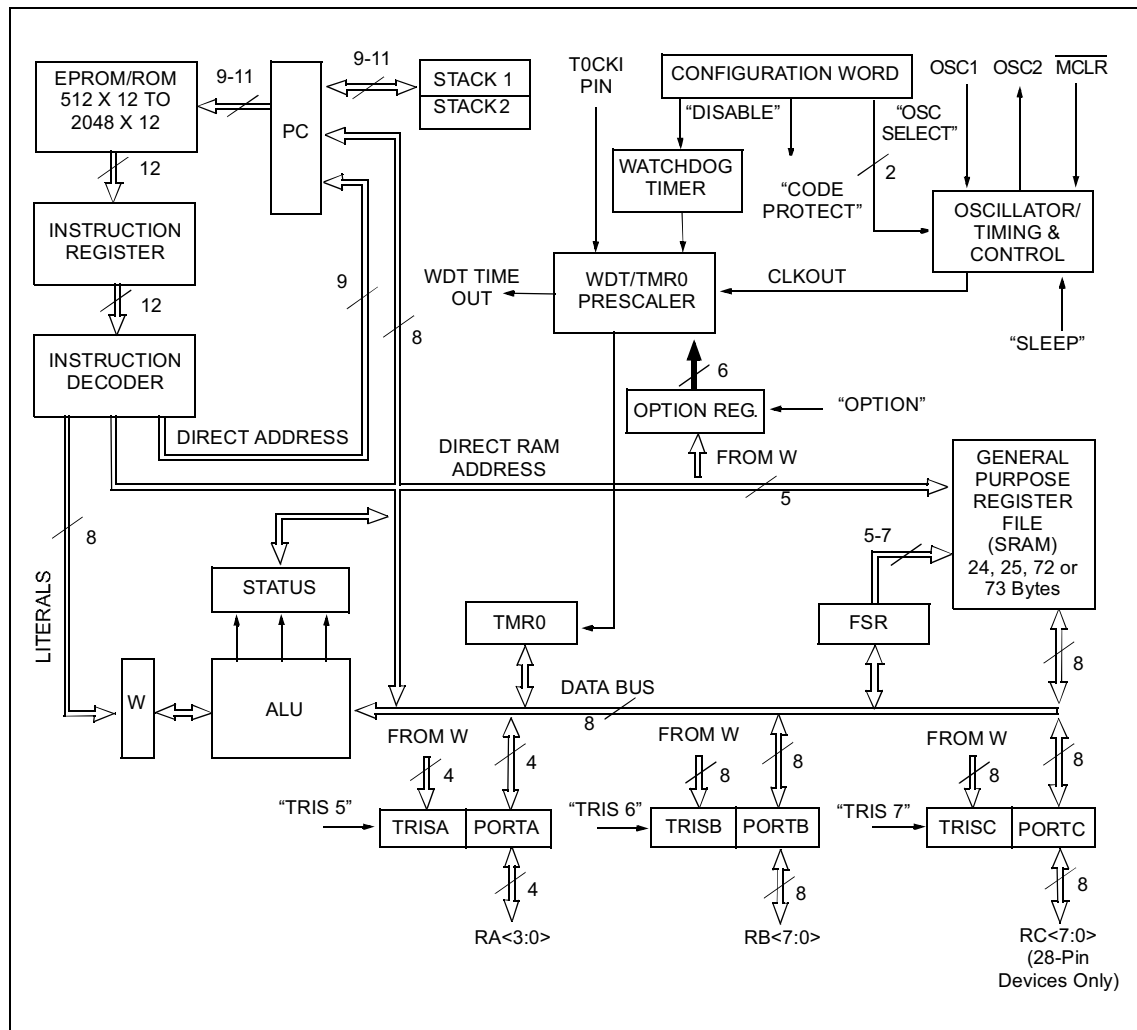 9-11
EPROM/ROM
512 X 12 TO
2048 X 12
PC
9-11
STACK 1
STACK 2
T0CKI
PIN
CONFIGURATION WORD
OSC1
OSC2
MCLR
"DISABLE"
"OSC
SELECT"
12
WATCHDOG
TIMER
"CODE
PROTECT"
2
INSTRUCTION
REGISTER
OSCILLATOR/
TIMING &
CONTROL
9
WDT TIME
OUT
WDT/TMR0
PRESCALER
CLKOUT
12
8
"SLEEP"
INSTRUCTION
DECODER
6
OPTION REG.
"OPTION"
DIRECT ADDRESS
DIRECT RAM
ADDRESS
FROM W
5
GENERAL
PURPOSE
REGISTER
FILE
(SRAM)
24, 25, 72 or
73 Bytes
8
5-7
LITERALS
STATUS
TMR0
FSR
8
W
ALU
DATA BUS
8
FROM W
4
4
FROM W
8
8
FROM W
8
8
"TRIS 5"
TRISA
PORTA
"TRIS 6"
TRISB
PORTB
"TRIS 7"
TRISC
PORTC
4
8
8
RA<3:0>
RB<7:0>
RC<7:0>
(28-Pin
Devices Only)